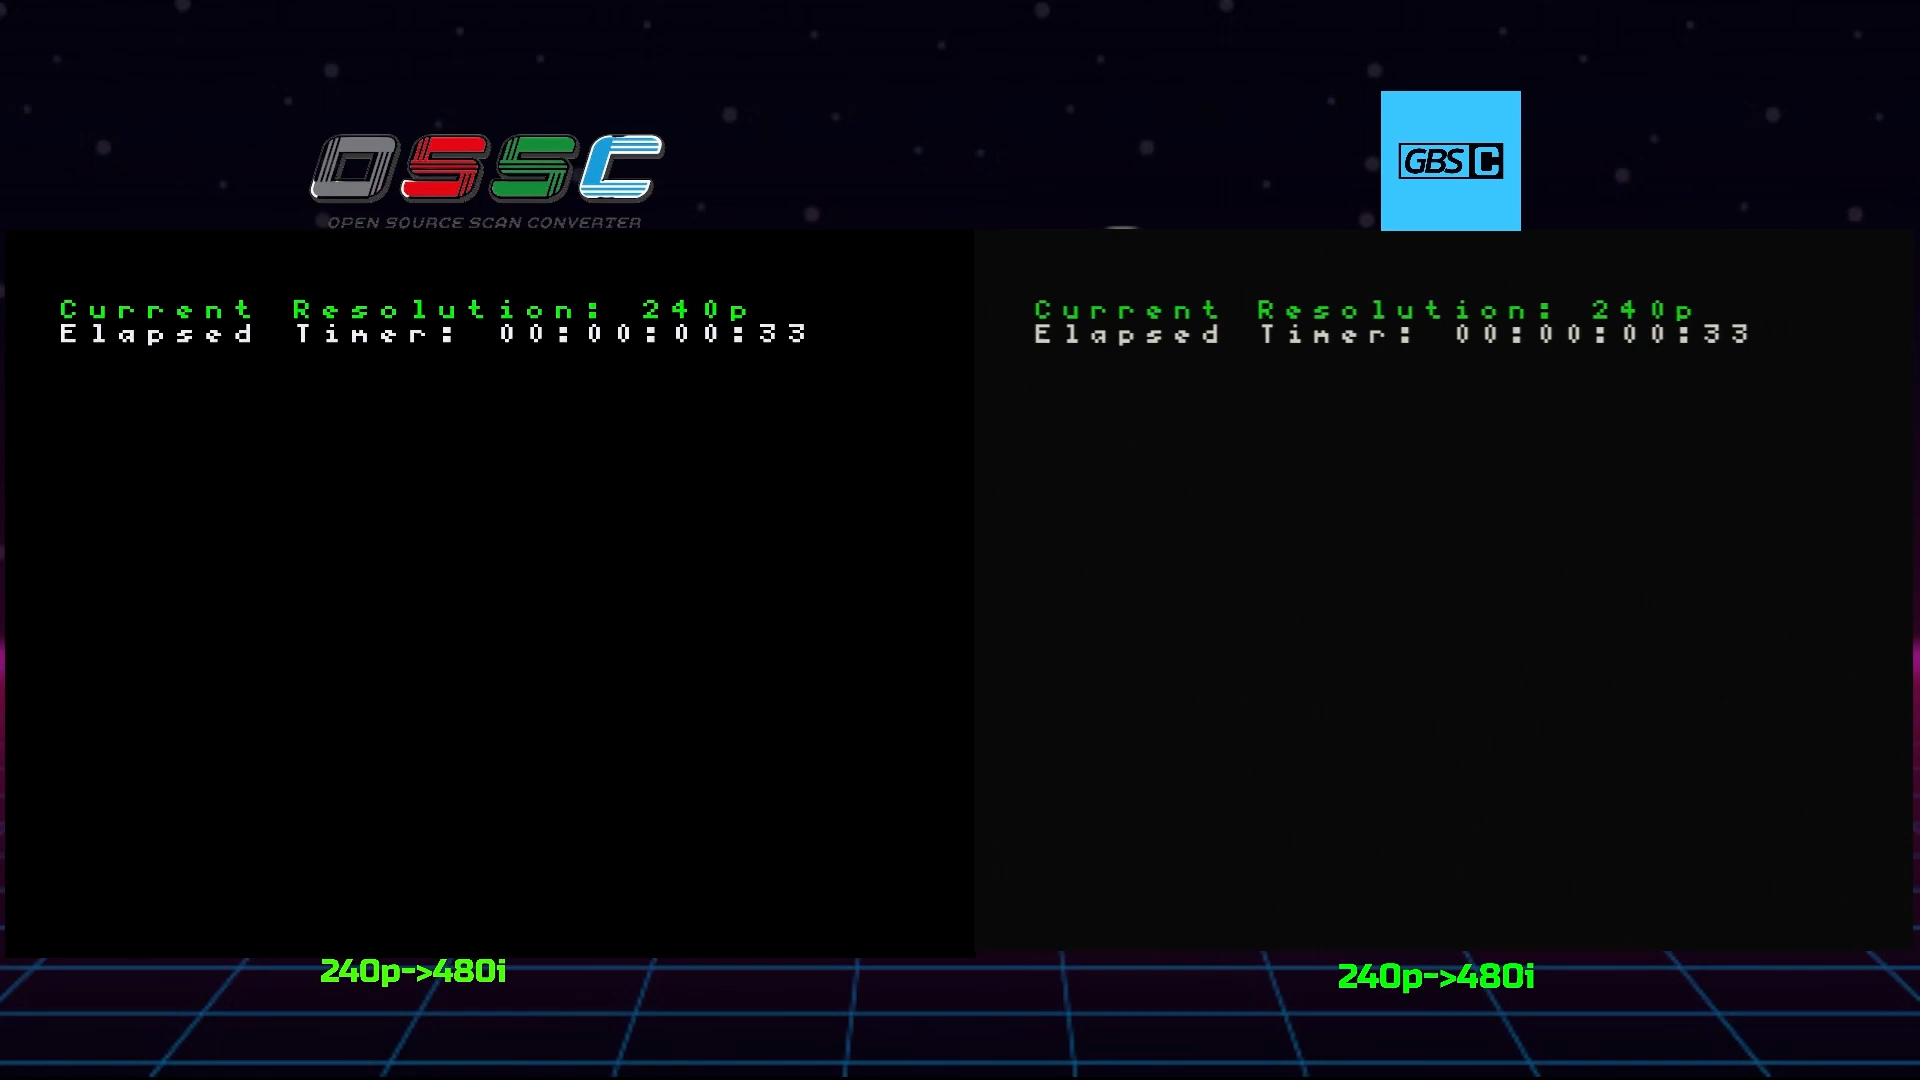 OSSC
OPEN SOURCE SCAN CONVERTER
GBS C
Current Resolution: 240p
Elapsed Timer: 00:00:00:33
Current Resolution: 240p
Elapsed Timer: 00:00:00:33
240p->480i
240p->480i